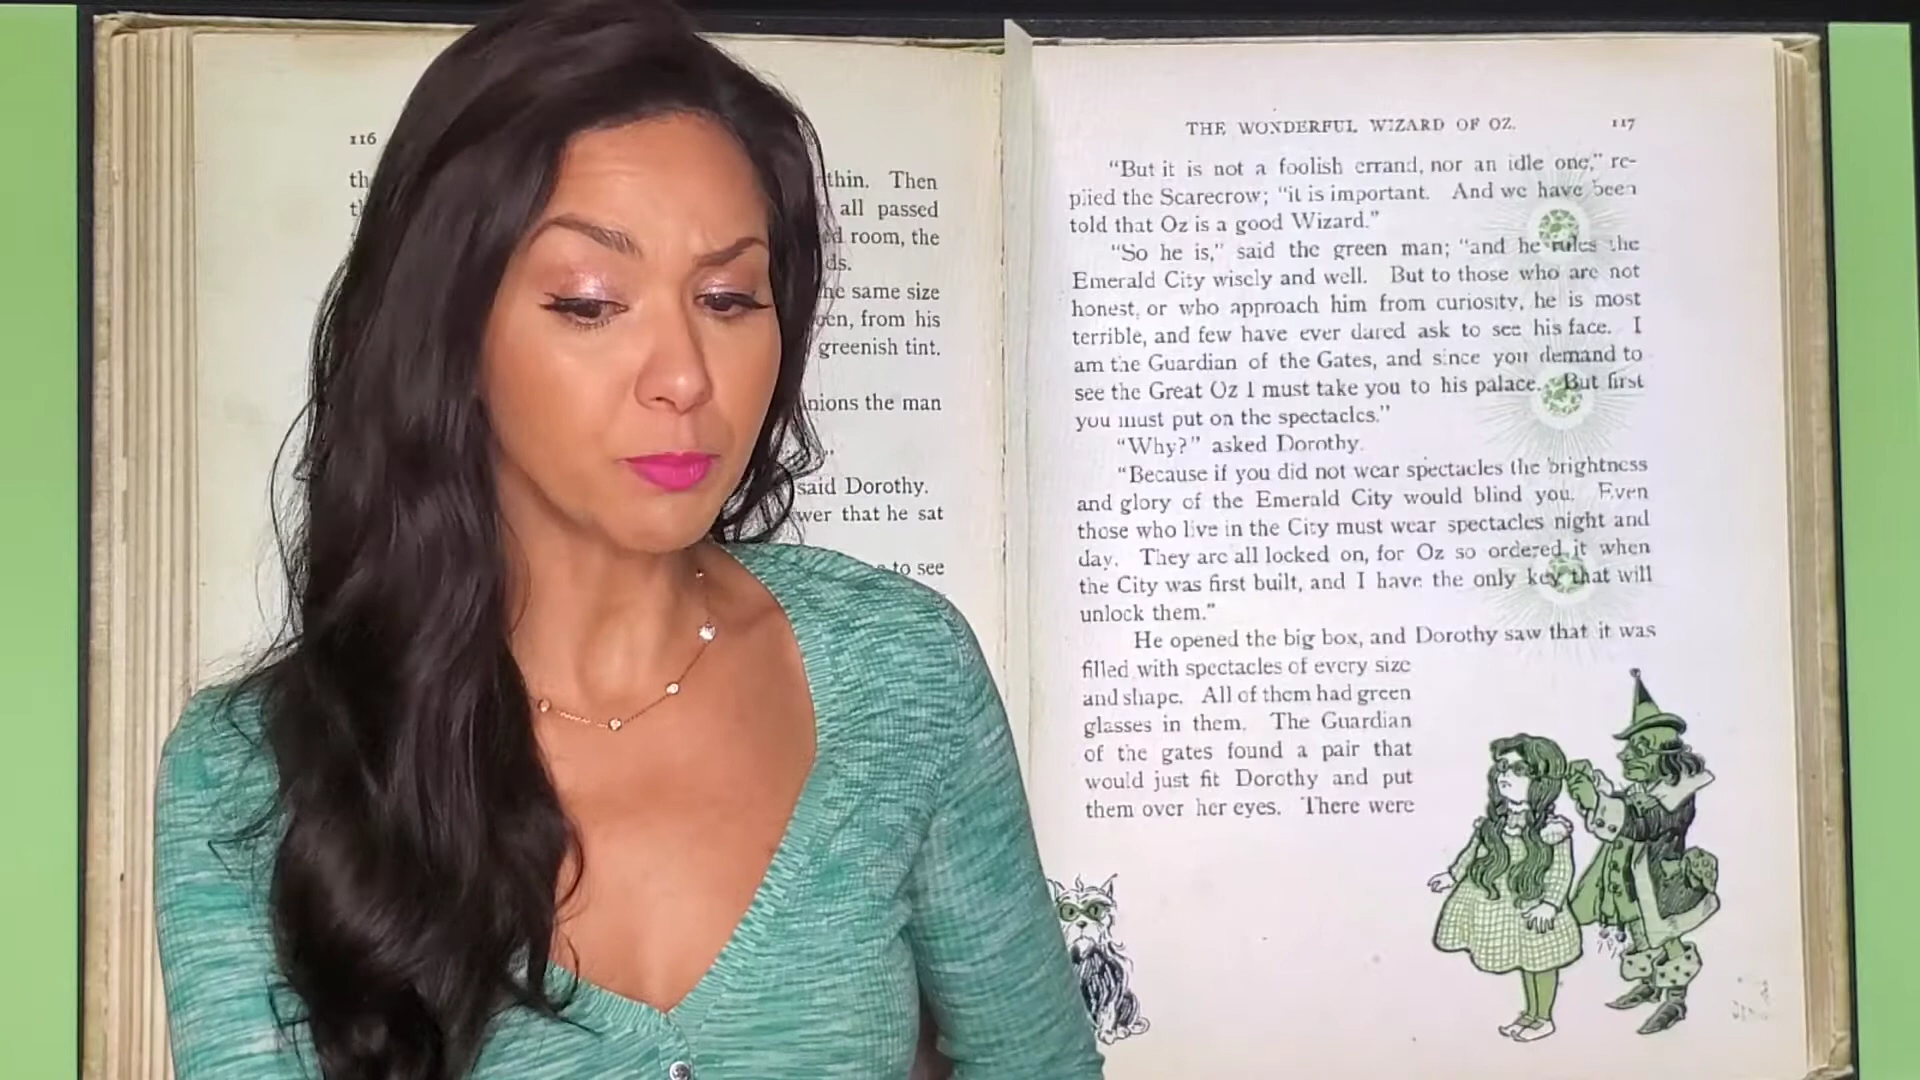 116
th
thin. Then
all passed
d room, the
ds.
he same size
en, from his
greenish tint.
nions the man
”
said Dorothy.
wer that he sat
to see
THE WONDERFUL WIZARD OF OZ. 117
“But it is not a foolish errand, nor an idle one,” re-
plied the Scarecrow; “it is important. And we have been
told that Oz is a good Wizard.”
“So he is,” said the green man; “and he rules the
Emerald City wisely and well. But to those who are not
honest, or who approach him from curiosity, he is most
terrible, and few have ever dared ask to see his face. I
am the Guardian of the Gates, and since you demand to
see the Great Oz I must take you to his palace. But first
you must put on the spectacles.”
“Why?” asked Dorothy.
“Because if you did not wear spectacles the brightness
and glory of the Emerald City would blind you. Even
those who live in the City must wear spectacles night and
day. They are all locked on, for Oz so ordered it when
the City was first built, and I have the only key that will
unlock them.”
He opened the big box, and Dorothy saw that it was
filled with spectacles of every size
and shape. All of them had green
glasses in them. The Guardian
of the gates found a pair that
would just fit Dorothy and put
them over her eyes. There were